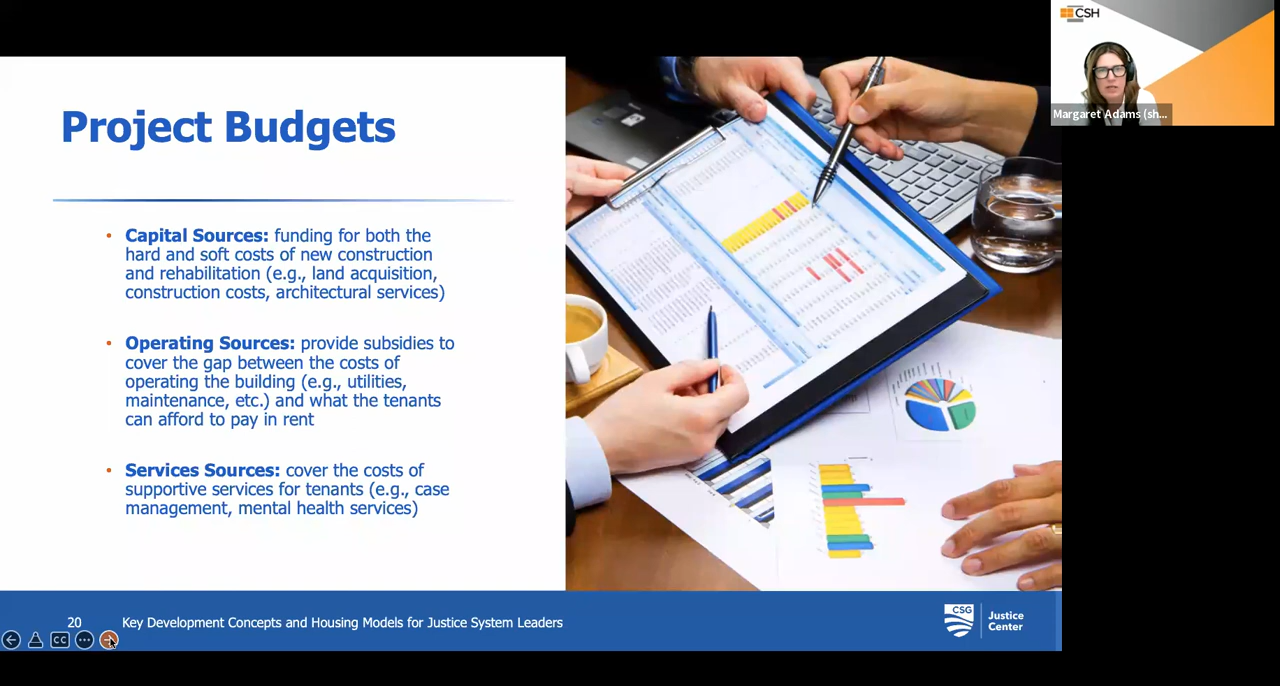 CSH
Margaret Adams (sh...
Project Budgets
• Capital Sources: funding for both the
hard and soft costs of new construction
and rehabilitation (e.g., land acquisition,
construction costs, architectural services)
• Operating Sources: provide subsidies to
cover the gap between the costs of
operating the building (e.g., utilities,
maintenance, etc.) and what the tenants
can afford to pay in rent
• Services Sources: cover the costs of
supportive services for tenants (e.g., case
management, mental health services)
20
Key Development Concepts and Housing Models for Justice System Leaders
CSG
Justice
Center
CC